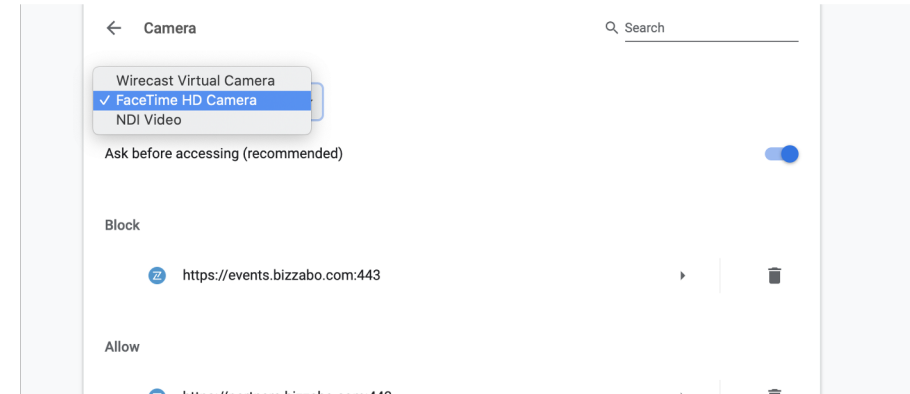 Camera
Search
Wirecast Virtual Camera
✓ FaceTime HD Camera
NDI Video
Ask before accessing (recommended)
Block
https://events.bizzabo.com:443
Allow